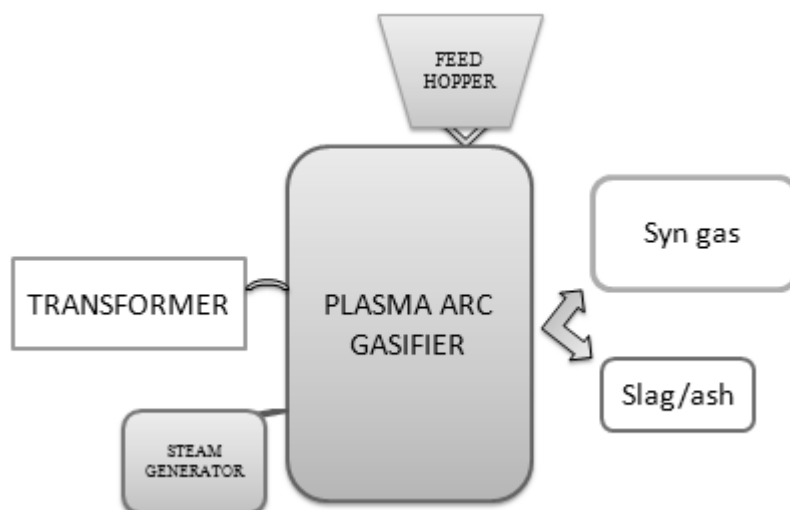 FEED
HOPPER
Syn gas
TRANSFORMER
PLASMA ARC
GASIFIER
Slag/ash
STEAM
GENERATOR